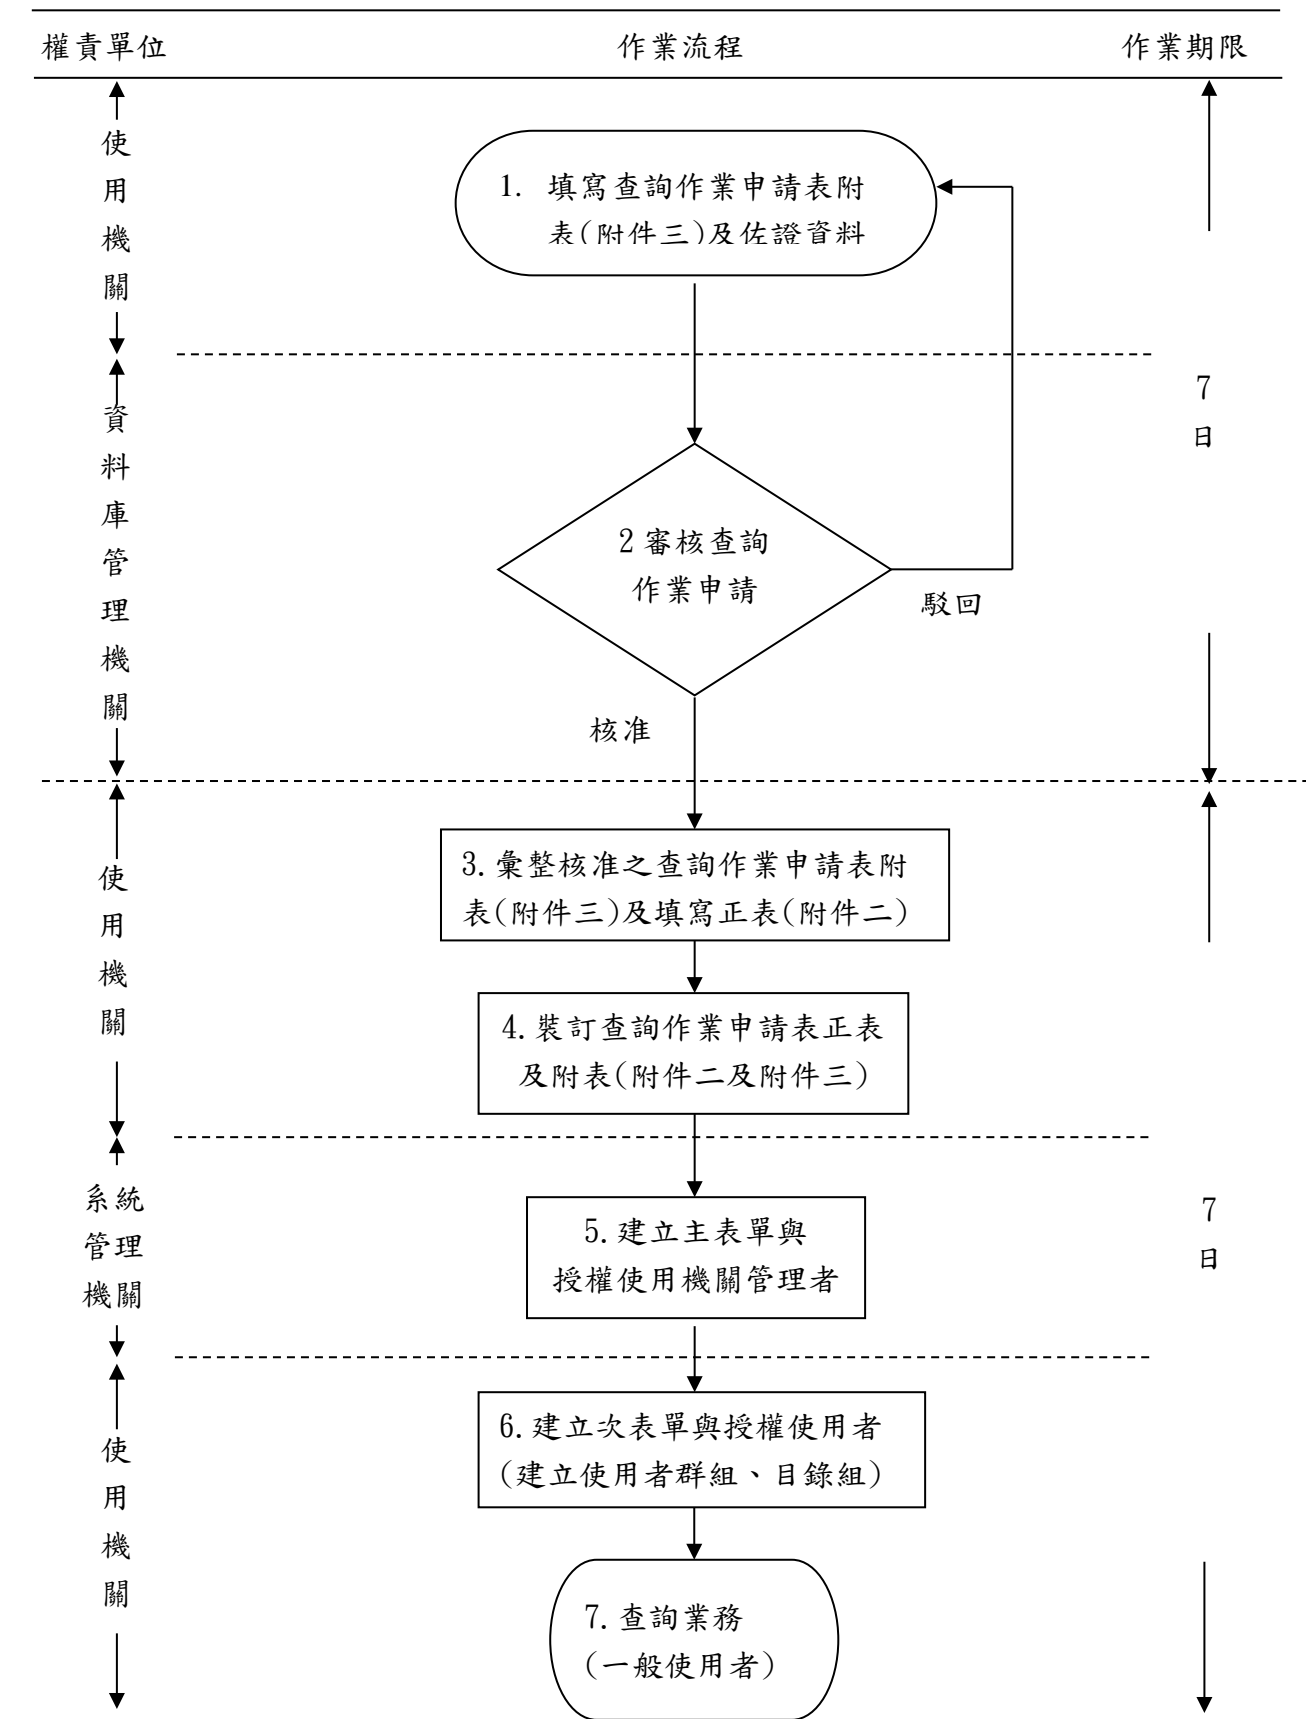 權責單位
作業流程
作業期限
使
用
機
關
1. 填寫查詢作業申請表附
表(附件三)及佐證資料
資
料
庫
管
理
機
關
2審核查詢
作業申請
駁回
核准
7
日
使
用
機
關
3.彙整核准之查詢作業申請表附
表(附件三)及填寫正表(附件二)
4.裝訂查詢作業申請表正表
及附表(附件二及附件三)
系統
管理
機關
5.建立主表單與
授權使用機關管理者
7
日
使
用
機
關
6.建立次表單與授權使用者
(建立使用者群組、目錄組)
7.查詢業務
(一般使用者)